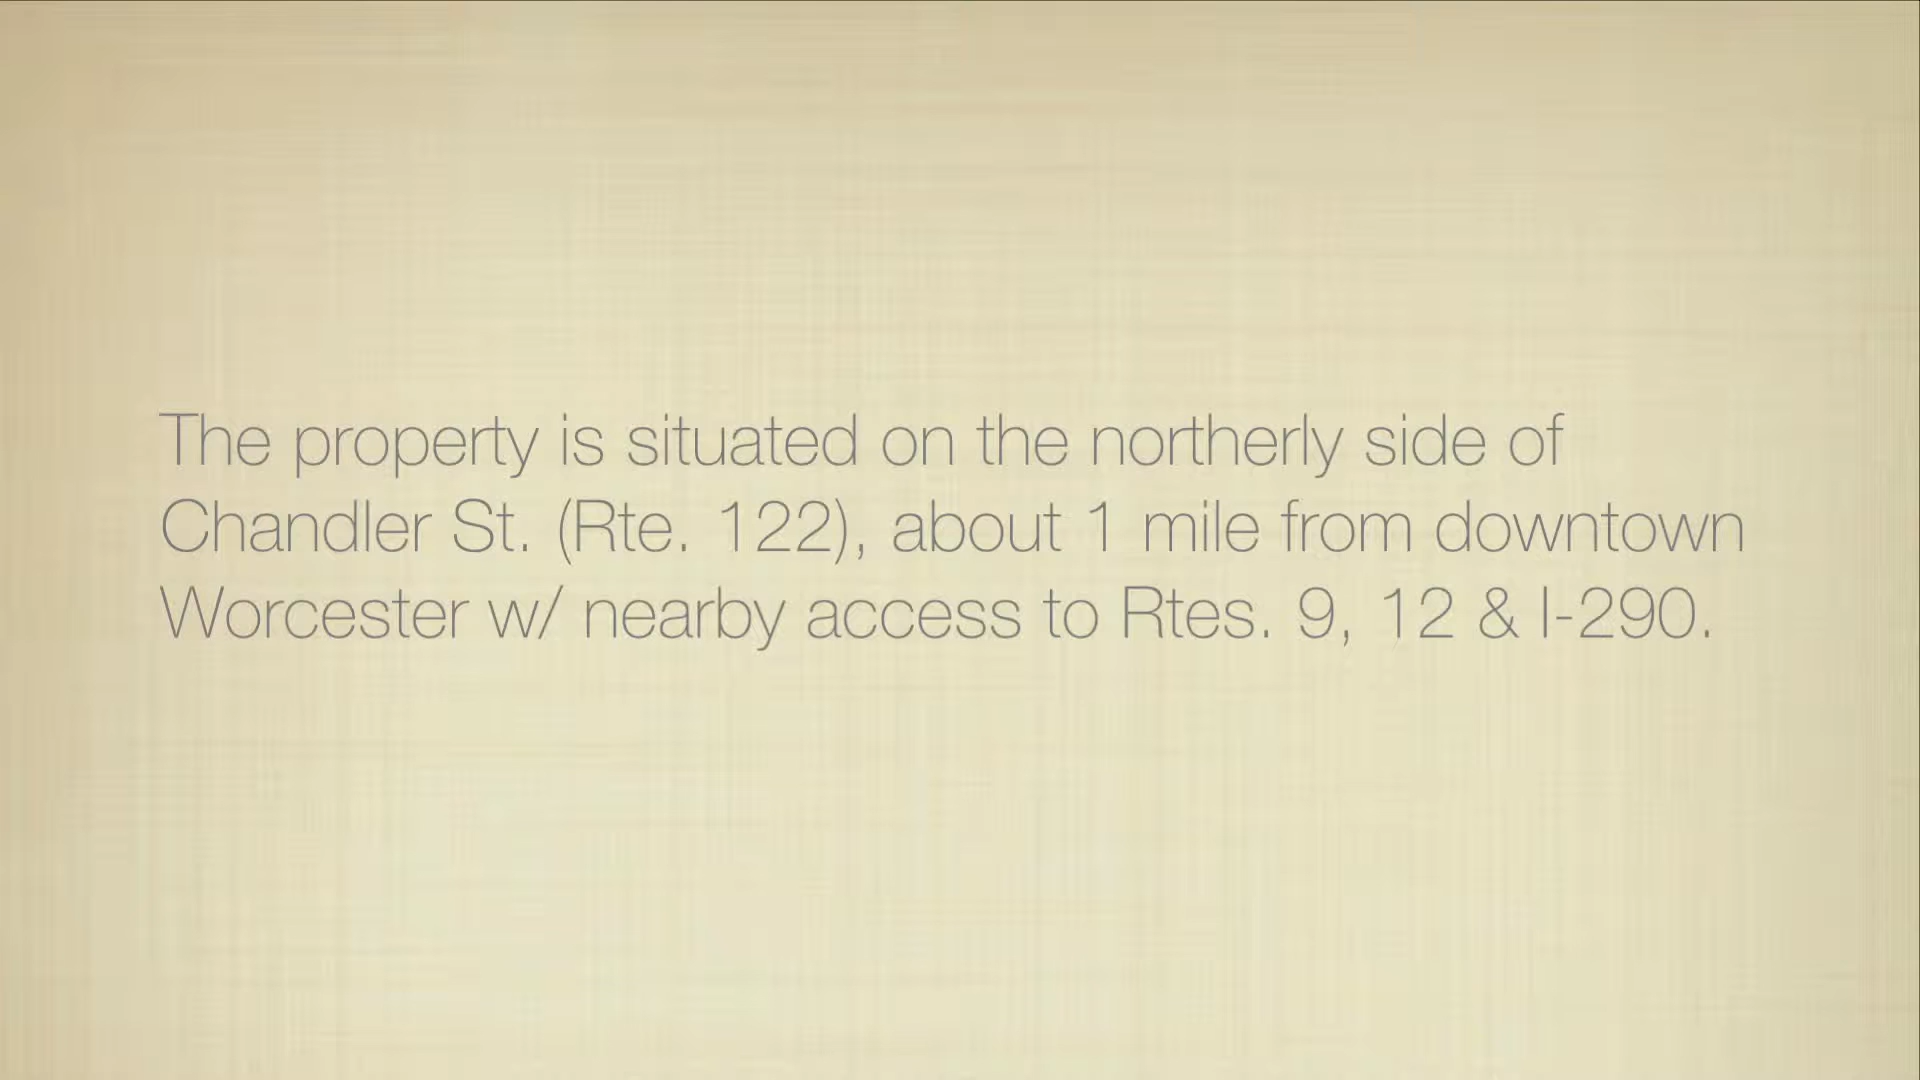 The property is situated on the northerly side of
Chandler St. (Rte. 122), about 1 mile from downtown
Worcester w/ nearby access to Rtes. 9, 12 & I-290.